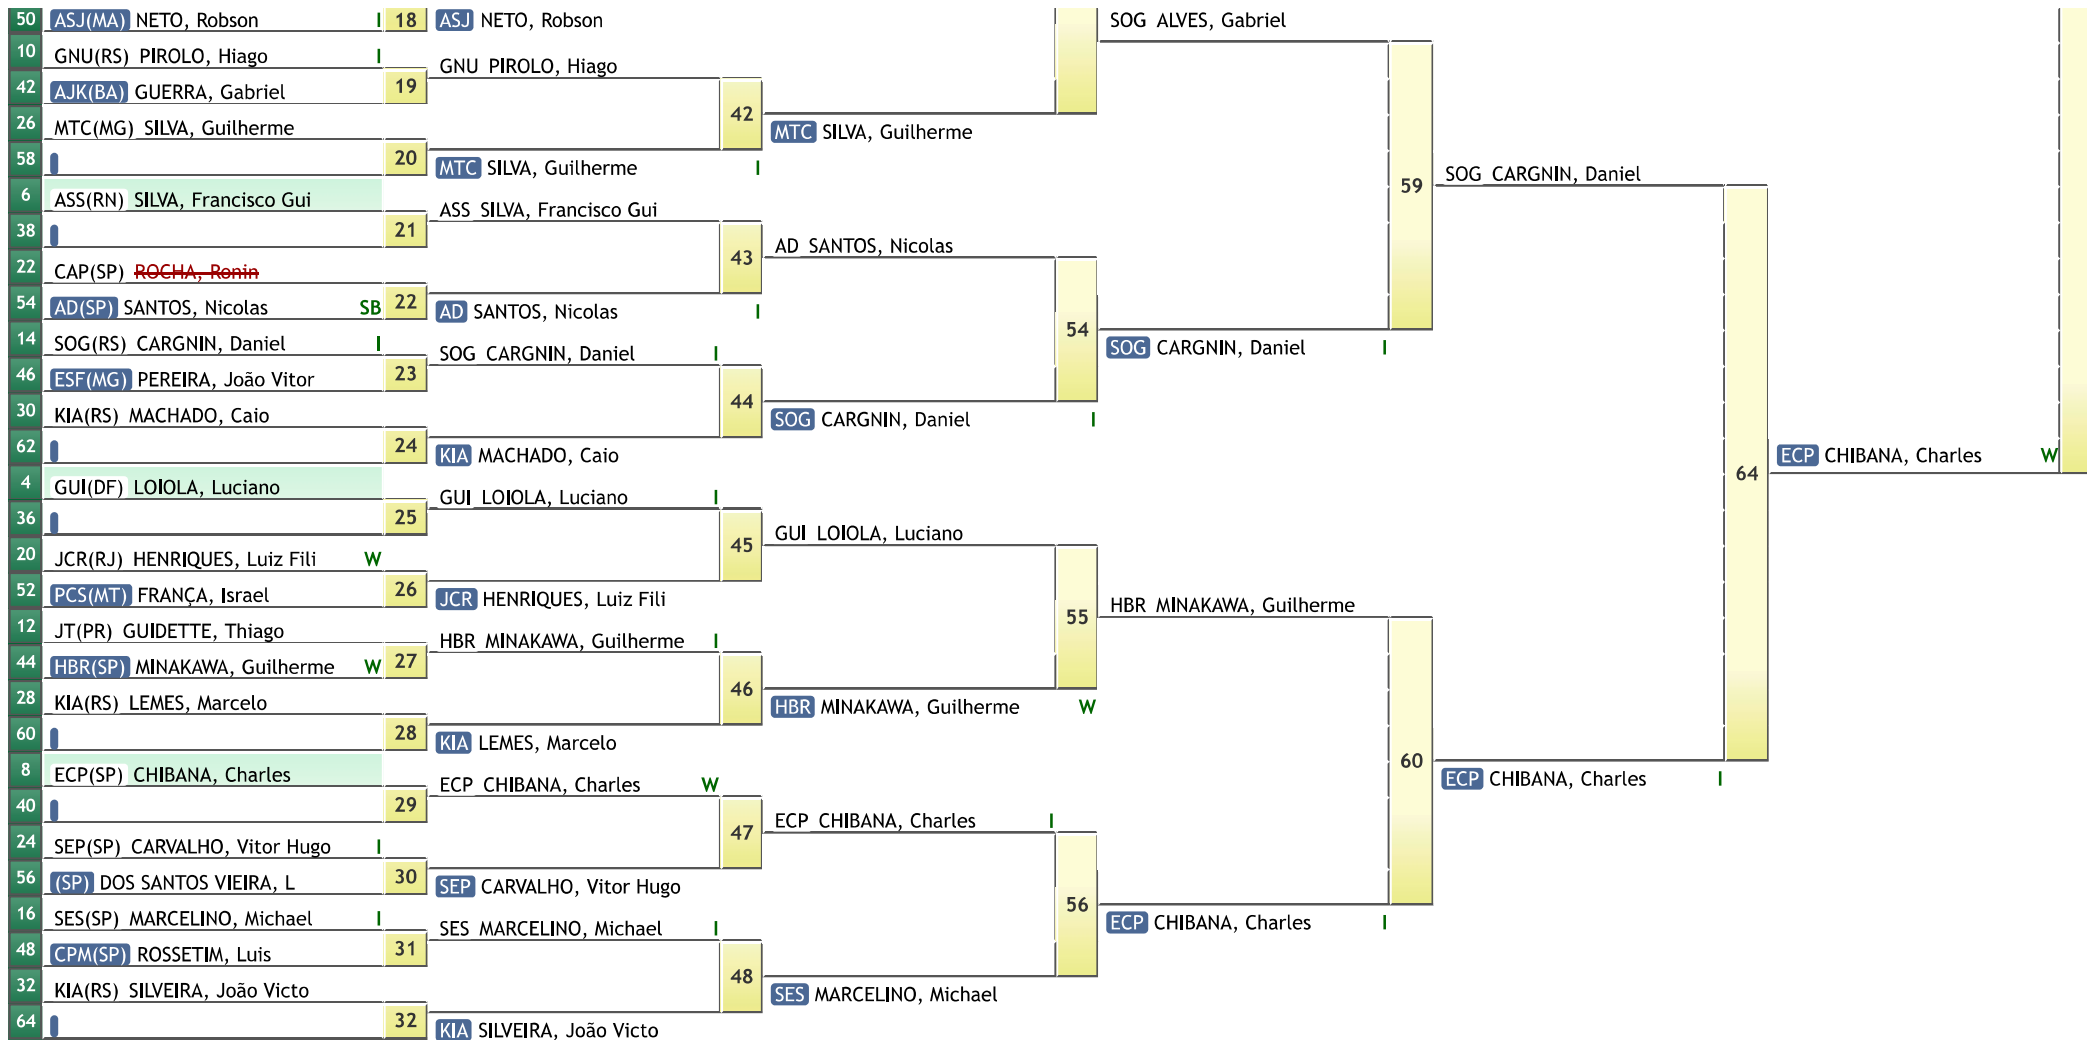 50 ASJ(MA) NETO, Robson I 18 ASJ NETO, Robson SOG ALVES, Gabriel
10 GNU(RS) PIROLO, Hiago I GNU PIROLO, Hiago
42 AJK(BA) GUERRA, Gabriel 19
42
26 MTC(MG) SILVA, Guilherme MTC SILVA, Guilherme
58 20 MTC SILVA, Guilherme I
59 SOG CARGNIN, Daniel
6 ASS(RN) SILVA, Francisco Gui ASS SILVA, Francisco Gui
38 21 AD SANTOS, Nicolas
43
22 CAP(SP) ROCHA, Ronin
54 AD(SP) SANTOS, Nicolas SB 22 AD SANTOS, Nicolas I
54
14 SOG(RS) CARGNIN, Daniel I SOG CARGNIN, Daniel I SOG CARGNIN, Daniel I
46 ESF(MG) PEREIRA, João Vitor 23
44
30 KIA(RS) MACHADO, Caio SOG CARGNIN, Daniel I
62 24 KIA MACHADO, Caio ECP CHIBANA, Charles W
64
4 GUI(DF) LOIOLA, Luciano GUI LOIOLA, Luciano I
36 25 GUI LOIOLA, Luciano
45
20 JCR(RJ) HENRIQUES, Luiz Fili W
52 PCS(MT) FRANÇA, Israel 26 JCR HENRIQUES, Luiz Fili HBR MINAKAWA, Guilherme
55
12 JT(PR) GUIDETTE, Thiago HBR MINAKAWA, Guilherme I
44 HBR(SP) MINAKAWA, Guilherme W 27
46
28 KIA(RS) LEMES, Marcelo HBR MINAKAWA, Guilherme W
60 28 KIA LEMES, Marcelo
60
8 ECP(SP) CHIBANA, Charles ECP CHIBANA, Charles W ECP CHIBANA, Charles I
40 29 ECP CHIBANA, Charles I
47
24 SEP(SP) CARVALHO, Vitor Hugo I
56 (SP) DOS SANTOS VIEIRA, L 30 SEP CARVALHO, Vitor Hugo
56
16 SES(SP) MARCELINO, Michael I SES MARCELINO, Michael I ECP CHIBANA, Charles I
48 CPM(SP) ROSSETIM, Luis 31
48
32 KIA(RS) SILVEIRA, João Victo SES MARCELINO, Michael
64 32 KIA SILVEIRA, João Victo